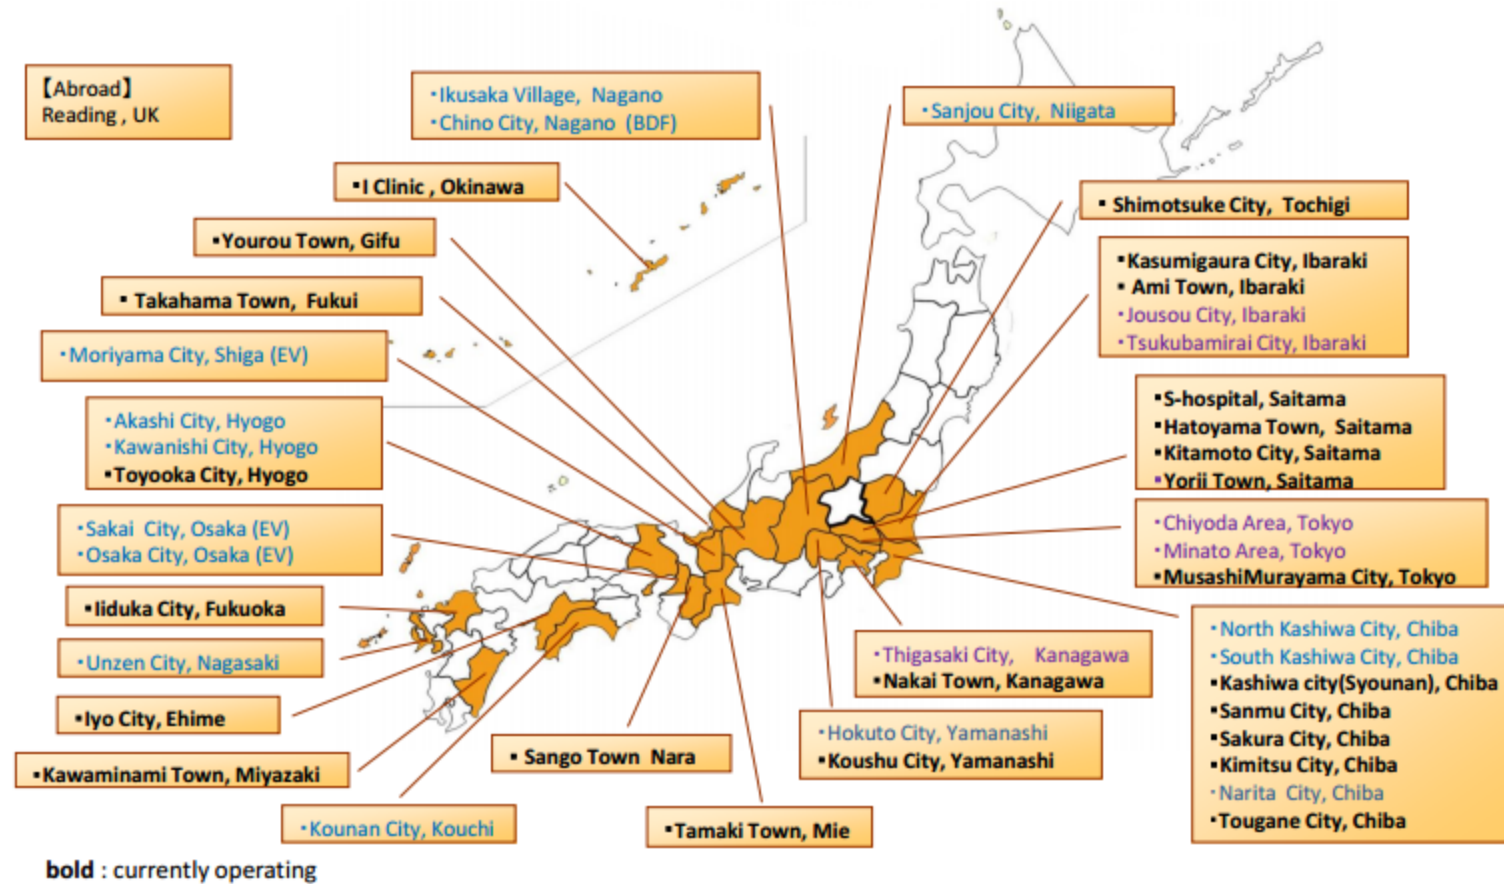 【Abroad】
Reading , UK
・Ikusaka Village, Nagano
・Chino City, Nagano (BDF)
・Sanjou City, Niigata
▪I Clinic , Okinawa
▪ Shimotsuke City, Tochigi
▪Yourou Town, Gifu
▪Kasumigaura City, Ibaraki
▪ Ami Town, Ibaraki
・Jousou City, Ibaraki
・Tsukubamirai City, Ibaraki
▪ Takahama Town, Fukui
・Moriyama City, Shiga (EV)
▪S-hospital, Saitama
▪Hatoyama Town, Saitama
▪Kitamoto City, Saitama
▪Yorii Town, Saitama
・Akashi City, Hyogo
・Kawanishi City, Hyogo
▪Toyooka City, Hyogo
・Chiyoda Area, Tokyo
・Minato Area, Tokyo
▪MusashiMurayama City, Tokyo
・Sakai City, Osaka (EV)
・Osaka City, Osaka (EV)
▪Iiduka City, Fukuoka
・North Kashiwa City, Chiba
・South Kashiwa City, Chiba
▪Kashiwa city(Syounan), Chiba
▪Sanmu City, Chiba
▪Sakura City, Chiba
▪Kimitsu City, Chiba
・Narita City, Chiba
▪Tougane City, Chiba
・Unzen City, Nagasaki
・Thigasaki City, Kanagawa
▪Nakai Town, Kanagawa
▪Iyo City, Ehime
・Hokuto City, Yamanashi
▪Koushu City, Yamanashi
▪ Sango Town Nara
▪Kawaminami Town, Miyazaki
・Kounan City, Kouchi
▪Tamaki Town, Mie
bold : currently operating